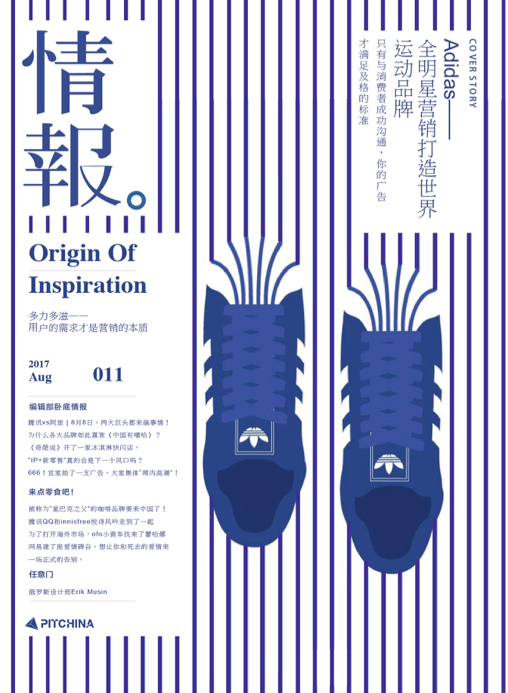 情
報。
Origin Of
Inspiration
多力多滋——
用户的需求才是营销的本质
2017
Aug
011
编辑部卧底情报
腾讯vs阿里 | 8月8日，两大巨头都来搞事情！
为什么各大品牌如此喜欢《中国有嘻哈》？
《奇葩说》开了一家冰淇淋快闪店，
"IP+新零售"真的会是下一个风口吗？
666！宜家拍了一支广告，大家集体"颅内高潮"！
来点零食吧！
被称为"星巴克之父"的咖啡品牌要来中国了！
腾讯QQ和innisfree悦诗风吟走到了一起
为了打开海外市场，ofo小黄车找来了蕾哈娜
网易建了座爱情碑谷，想让你和死去的爱情来
一场正式的告别。
任意门
俄罗斯设计师Erik Musin
PITCHINA
COVER STORY
Adidas——
全明星营销打造世界
运动品牌
只有与消费者成功沟通，你的广告
才满足及格的标准